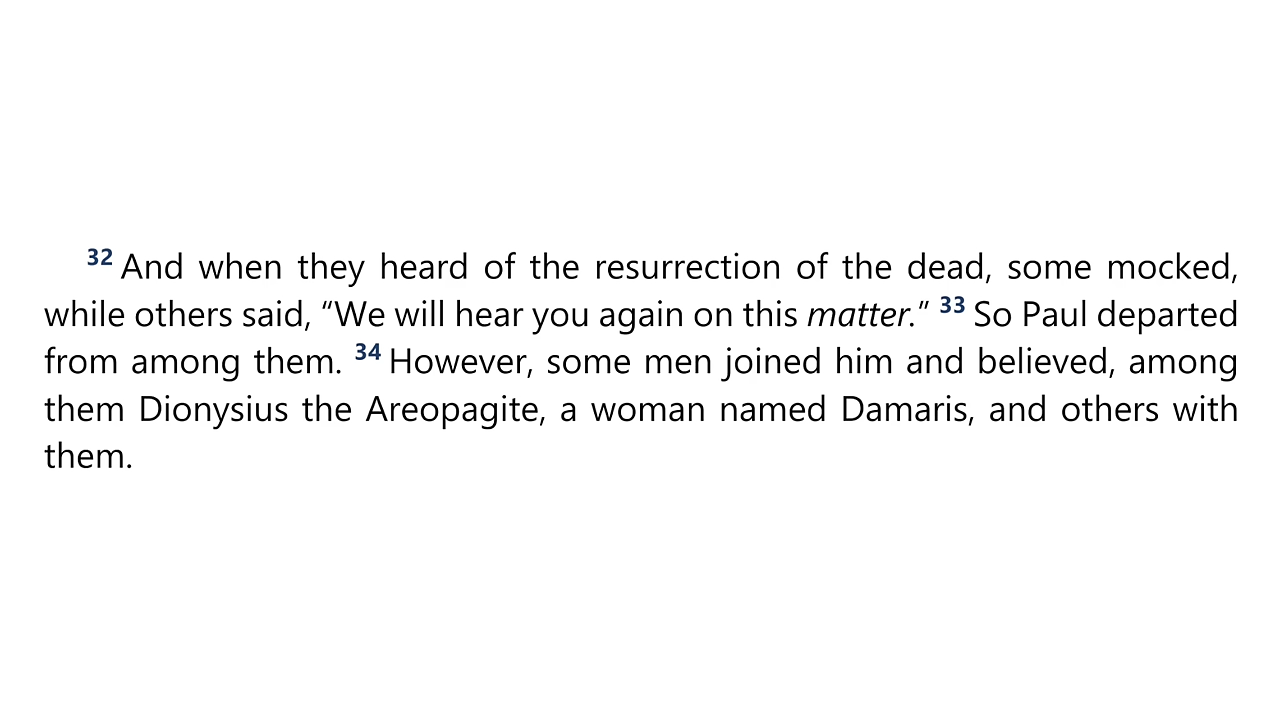 32 And when they heard of the resurrection of the dead, some mocked,
while others said, “We will hear you again on this matter.” 33 So Paul departed
from among them. 34 However, some men joined him and believed, among
them Dionysius the Areopagite, a woman named Damaris, and others with
them.